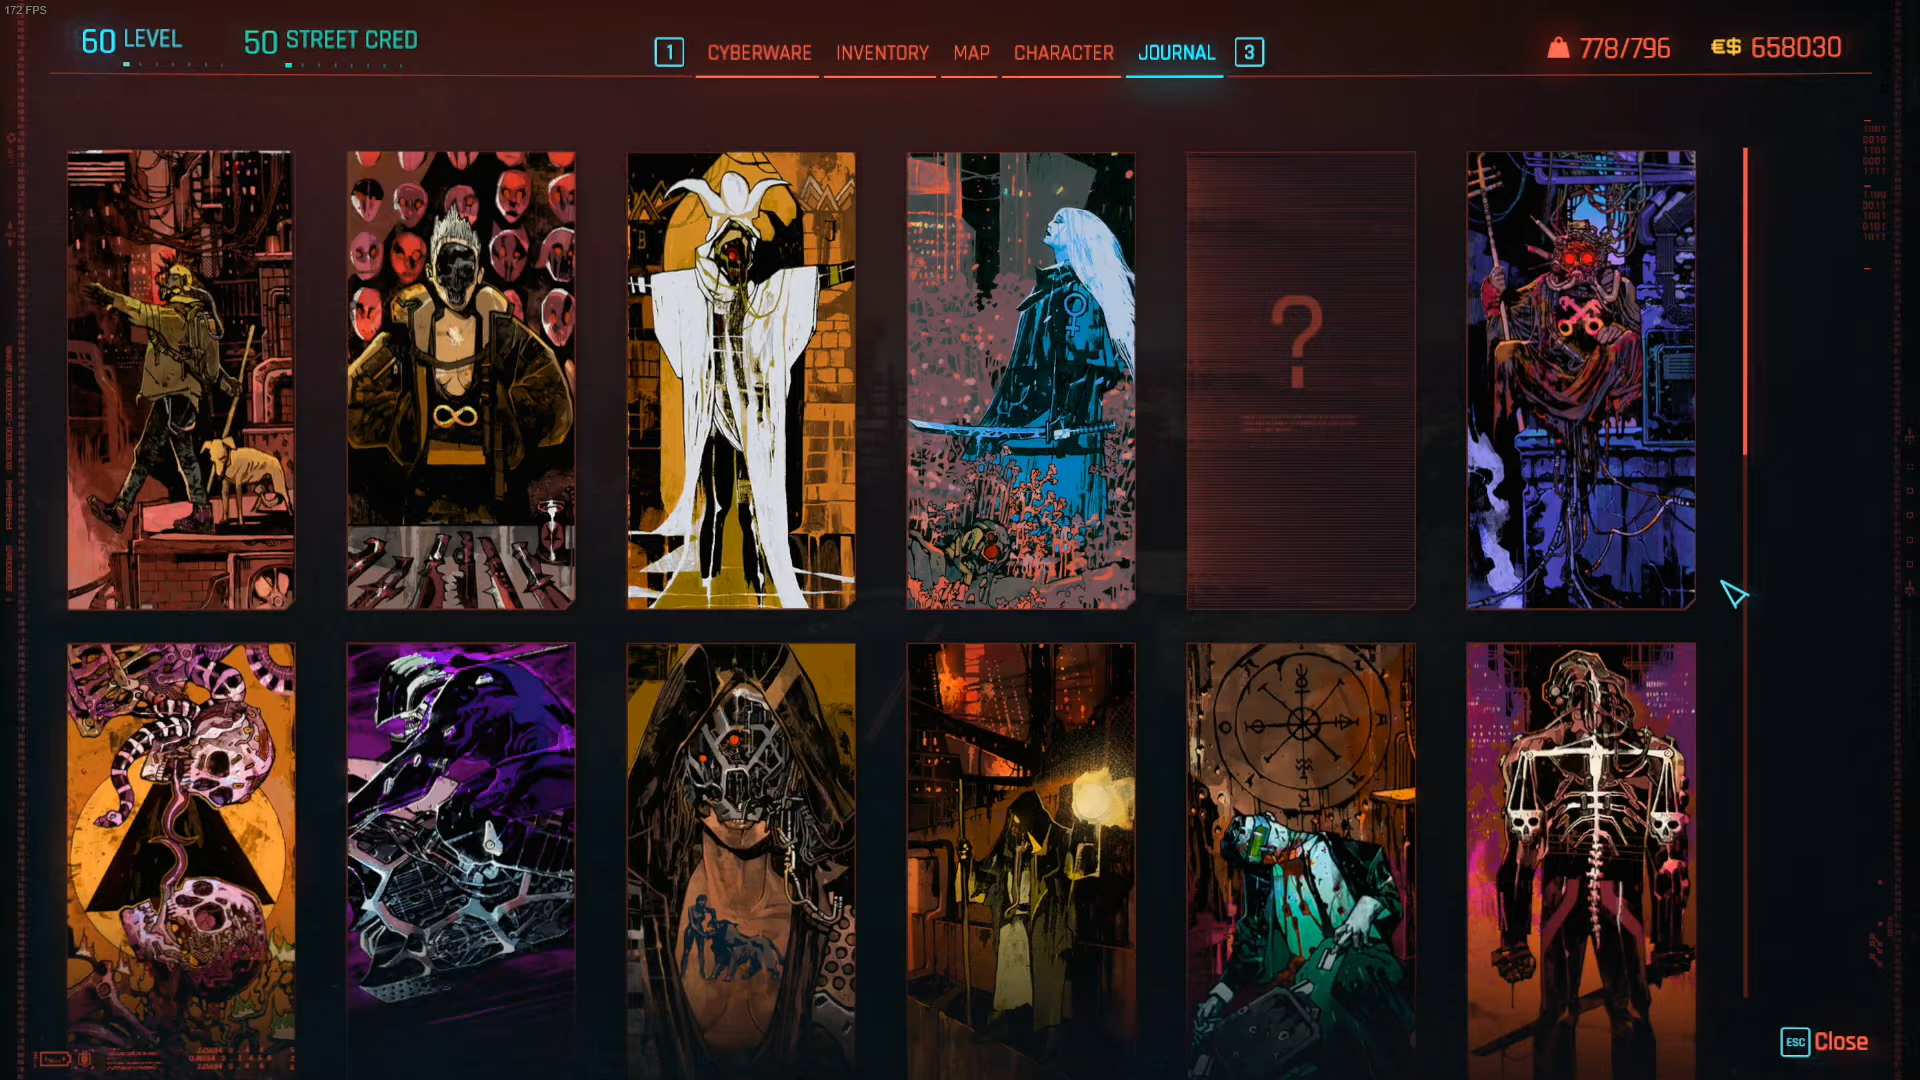 172 FPS
60 LEVEL
50 STREET CRED
1 CYBERWARE INVENTORY MAP CHARACTER JOURNAL 3
778/796
€$ 658030
?
ESC Close